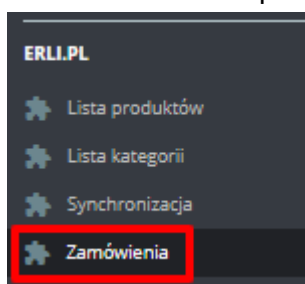 ERLI.PL
Lista produktów
Lista kategorii
Synchronizacja
Zamówienia